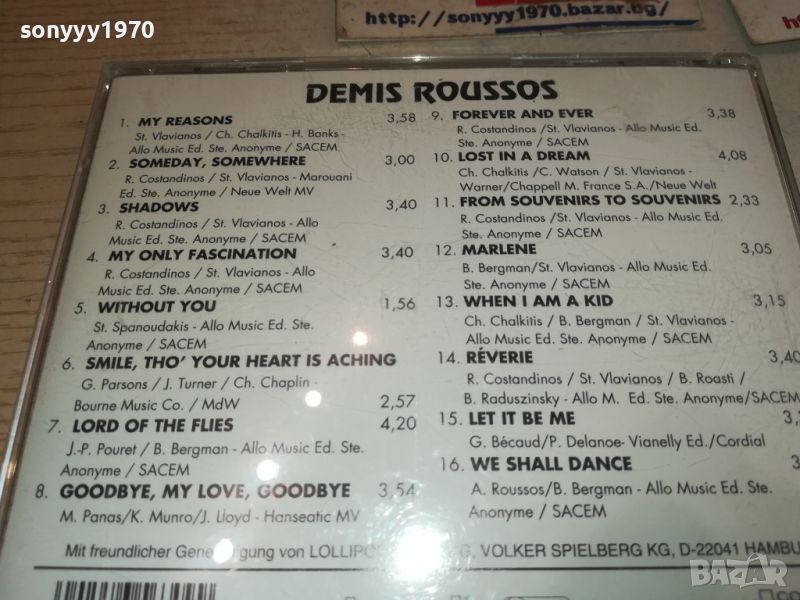 sonyyy1970
http://sonyyy1970.bazar.bg/
DEMIS ROUSSOS
1. MY REASONS 3,58
St. Vlavianos / Ch. Chalkitis - H. Banks -
Allo Music Ed. Ste. Anonyme / SACEM
2. SOMEDAY, SOMEWHERE 3,00
R. Costandinos / St. Vlavianos - Marouani
Ed. Ste. Anonyme / Neue Welt MV
3. SHADOWS 3,40
R. Costandinos / St. Vlavianos - Allo
Music Ed. Ste. Anonyme / SACEM
4. MY ONLY FASCINATION 3,40
R. Costandinos / St. Vlavianos - Allo
Music Ed. Ste. Anonyme / SACEM
5. WITHOUT YOU 1,56
St. Spanoudakis - Allo Music Ed. Ste.
Anonyme / SACEM
6. SMILE, THO' YOUR HEART IS ACHING
G. Parsons / J. Turner / Ch. Chaplin -
Bourne Music Co. / MdW 2,57
7. LORD OF THE FLIES 4,20
J.-P. Pouret / B. Bergman - Allo Music Ed. Ste.
Anonyme / SACEM
8. GOODBYE, MY LOVE, GOODBYE 3,54
M. Panas/K. Munro/J. Lloyd - Hanseatic MV
9. FOREVER AND EVER 3,38
R. Costandinos /St. Vlavianos - Allo Music Ed.
Ste. Anonyme / SACEM
10. LOST IN A DREAM 4,08
Ch. Chalkitis /C. Watson / St. Vlavianos -
Warner/Chappell M. France S.A./Neue Welt
11. FROM SOUVENIRS TO SOUVENIRS 2,33
R. Costandinos /St. Vlavianos - Allo Music Ed.
Ste. Anonyme / SACEM
12. MARLENE 3,05
B. Bergman/St. Vlavianos - Allo Music Ed.
Ste. Anonyme / SACEM
13. WHEN I AM A KID 3,15
Ch. Chalkitis / B. Bergman / St. Vlavianos -
Allo Music Ed. Ste. Anonyme / SACEM
14. RÉVERIE 3,40
R. Costandinos / St. Vlavianos / B. Roasti /
B. Raduszinsky - Allo M. Ed. Ste. Anonyme/SACEM
15. LET IT BE ME
G. Bécaud/P. Delanoe- Vianelly Ed./Cordial
16. WE SHALL DANCE
A. Roussos/B. Bergman - Allo Music Ed. Ste.
Anonyme / SACEM
Mit freundlicher von VOLKER SPIELBERG KG, D-22041
BAZAR